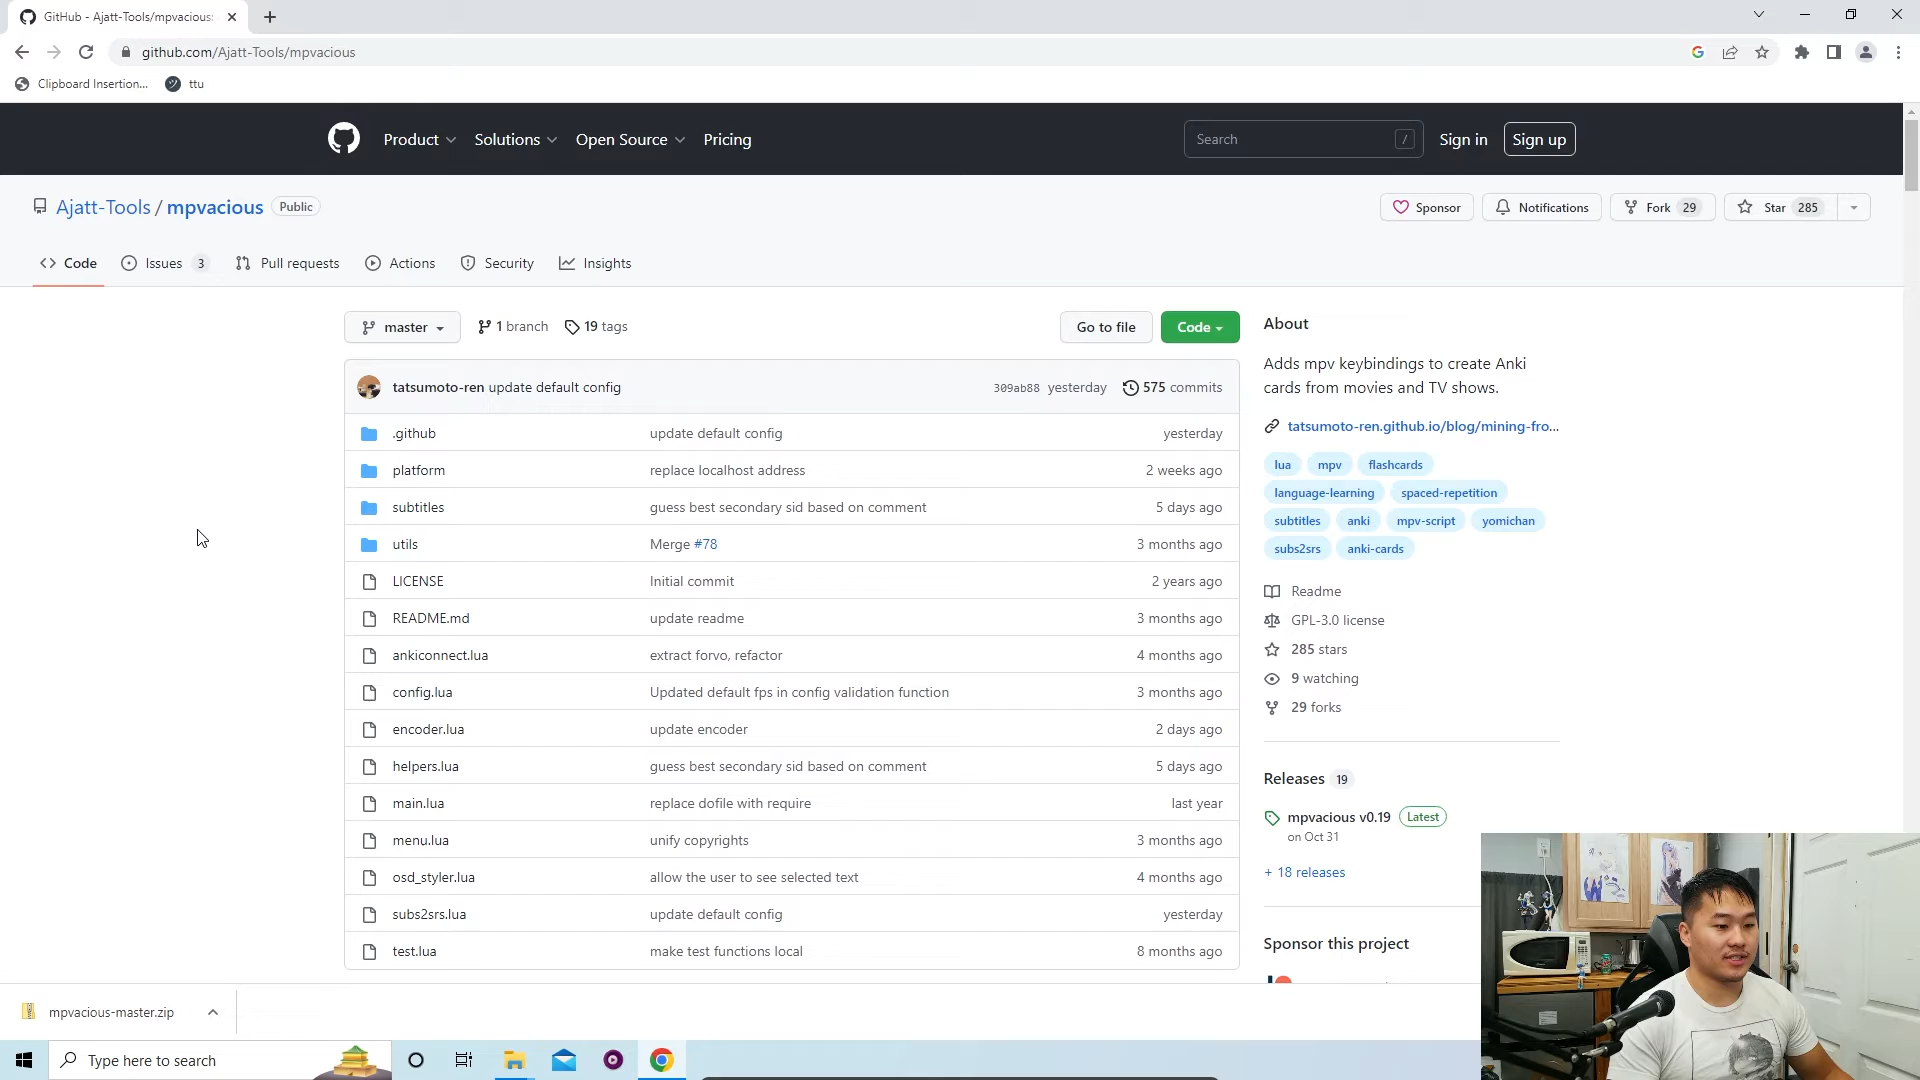 GitHub - Ajatt-Tools/mpvacious:
github.com/Ajatt-Tools/mpvacious
Clipboard Insertion...
ttu
Product
Solutions
Open Source
Pricing
Search
/
Sign in
Sign up
Ajatt-Tools / mpvacious
Public
Sponsor
Notifications
Fork 29
Star 285
Code
Issues 3
Pull requests
Actions
Security
Insights
master
1 branch
19 tags
Go to file
Code
tatsumoto-ren update default config
309ab88 yesterday
575 commits
.github update default config yesterday
platform replace localhost address 2 weeks ago
subtitles guess best secondary sid based on comment 5 days ago
utils Merge #78 3 months ago
LICENSE Initial commit 2 years ago
README.md update readme 3 months ago
ankiconnect.lua extract forvo, refactor 4 months ago
config.lua Updated default fps in config validation function 3 months ago
encoder.lua update encoder 2 days ago
helpers.lua guess best secondary sid based on comment 5 days ago
main.lua replace dofile with require last year
menu.lua unify copyrights 3 months ago
osd_styler.lua allow the user to see selected text 4 months ago
subs2srs.lua update default config yesterday
test.lua make test functions local 8 months ago
About
Adds mpv keybindings to create Anki
cards from movies and TV shows.
tatsumoto-ren.github.io/blog/mining-fro...
lua mpv flashcards
language-learning spaced-repetition
subtitles anki mpv-script yomichan
subs2srs anki-cards
Readme
GPL-3.0 license
285 stars
9 watching
29 forks
Releases 19
mpvacious v0.19 Latest
on Oct 31
+ 18 releases
Sponsor this project
mpvacious-master.zip
Type here to search